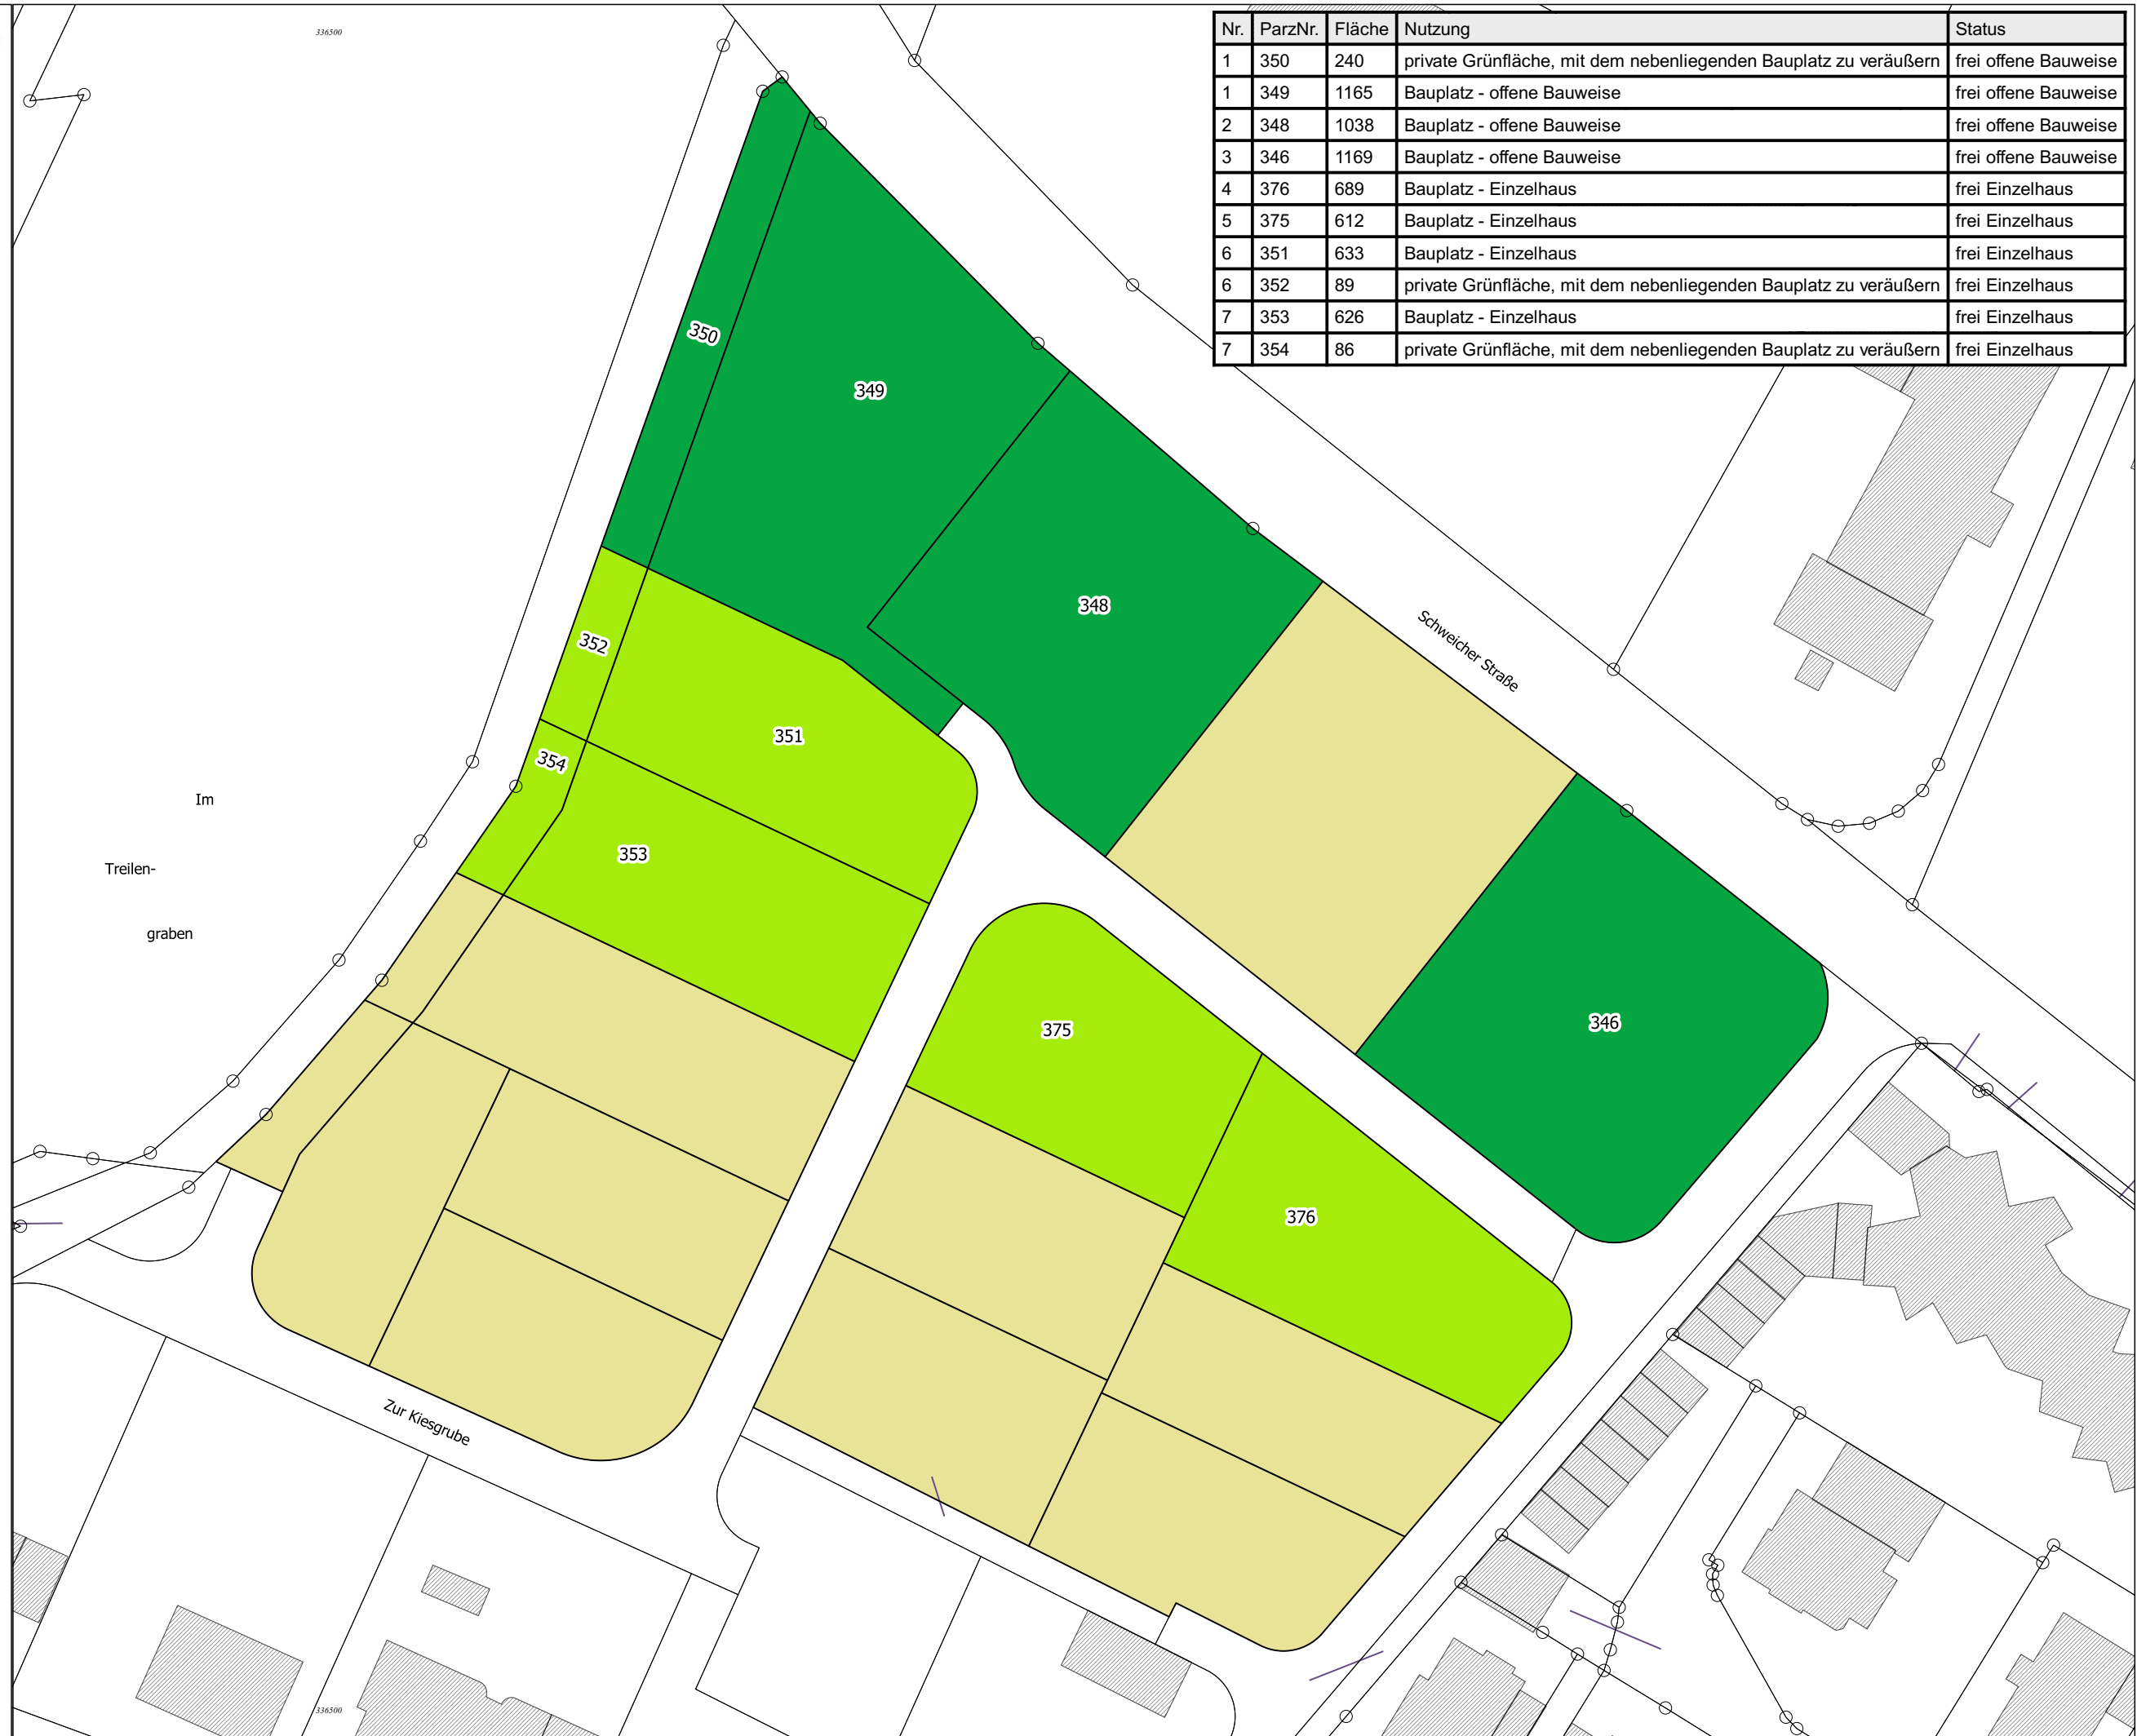 336500
Nr. ParzNr. Fläche Nutzung Status
1 350 240 private Grünfläche, mit dem nebenliegenden Bauplatz zu veräußern frei offene Bauweise
1 349 1165 Bauplatz - offene Bauweise frei offene Bauweise
2 348 1038 Bauplatz - offene Bauweise frei offene Bauweise
3 346 1169 Bauplatz - offene Bauweise frei offene Bauweise
4 376 689 Bauplatz - Einzelhaus frei Einzelhaus
5 375 612 Bauplatz - Einzelhaus frei Einzelhaus
6 351 633 Bauplatz - Einzelhaus frei Einzelhaus
6 352 89 private Grünfläche, mit dem nebenliegenden Bauplatz zu veräußern frei Einzelhaus
7 353 626 Bauplatz - Einzelhaus frei Einzelhaus
7 354 86 private Grünfläche, mit dem nebenliegenden Bauplatz zu veräußern frei Einzelhaus
350
349
348
Schweicher Straße
352
351
354
Im
353
Treilen-
graben
346
375
376
Zur Kiesgrube
336500